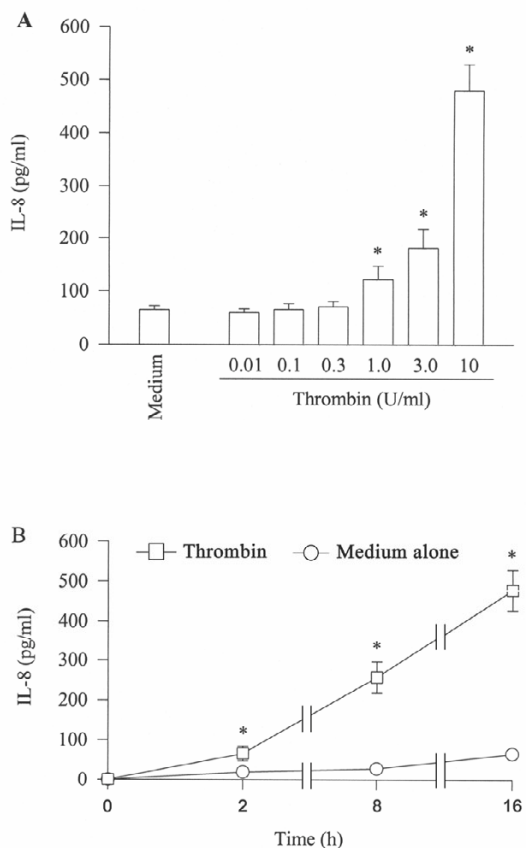 A
600
*
500
400
IL-8 (pg/ml)
300
*
200
*
100
0
Medium
0.01 0.1 0.3 1.0 3.0 10
Thrombin (U/ml)
B
600
Thrombin Medium alone
*
500
400
*
IL-8 (pg/ml)
300
200
*
100
0
0 2 8 16
Time (h)